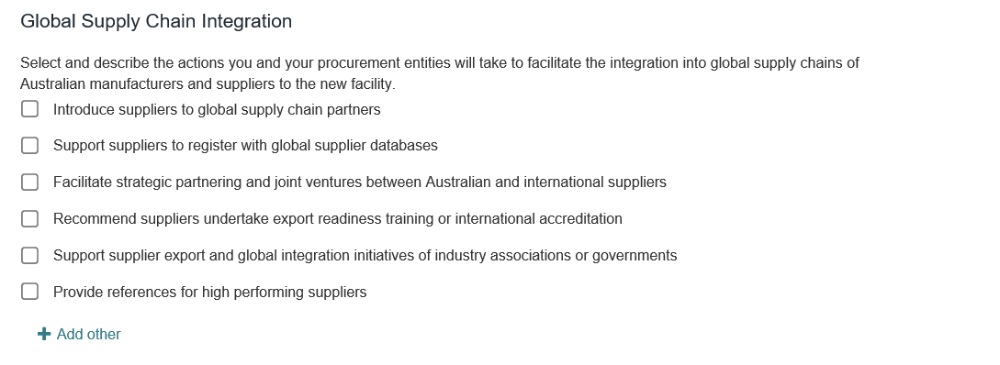 Global Supply Chain Integration
Select and describe the actions you and your procurement entities will take to facilitate the integration into global supply chains of
Australian manufacturers and suppliers to the new facility.
Introduce suppliers to global supply chain partners
Support suppliers to register with global supplier databases
Facilitate strategic partnering and joint ventures between Australian and international suppliers
Recommend suppliers undertake export readiness training or international accreditation
Support supplier export and global integration initiatives of industry associations or governments
Provide references for high performing suppliers
Add other